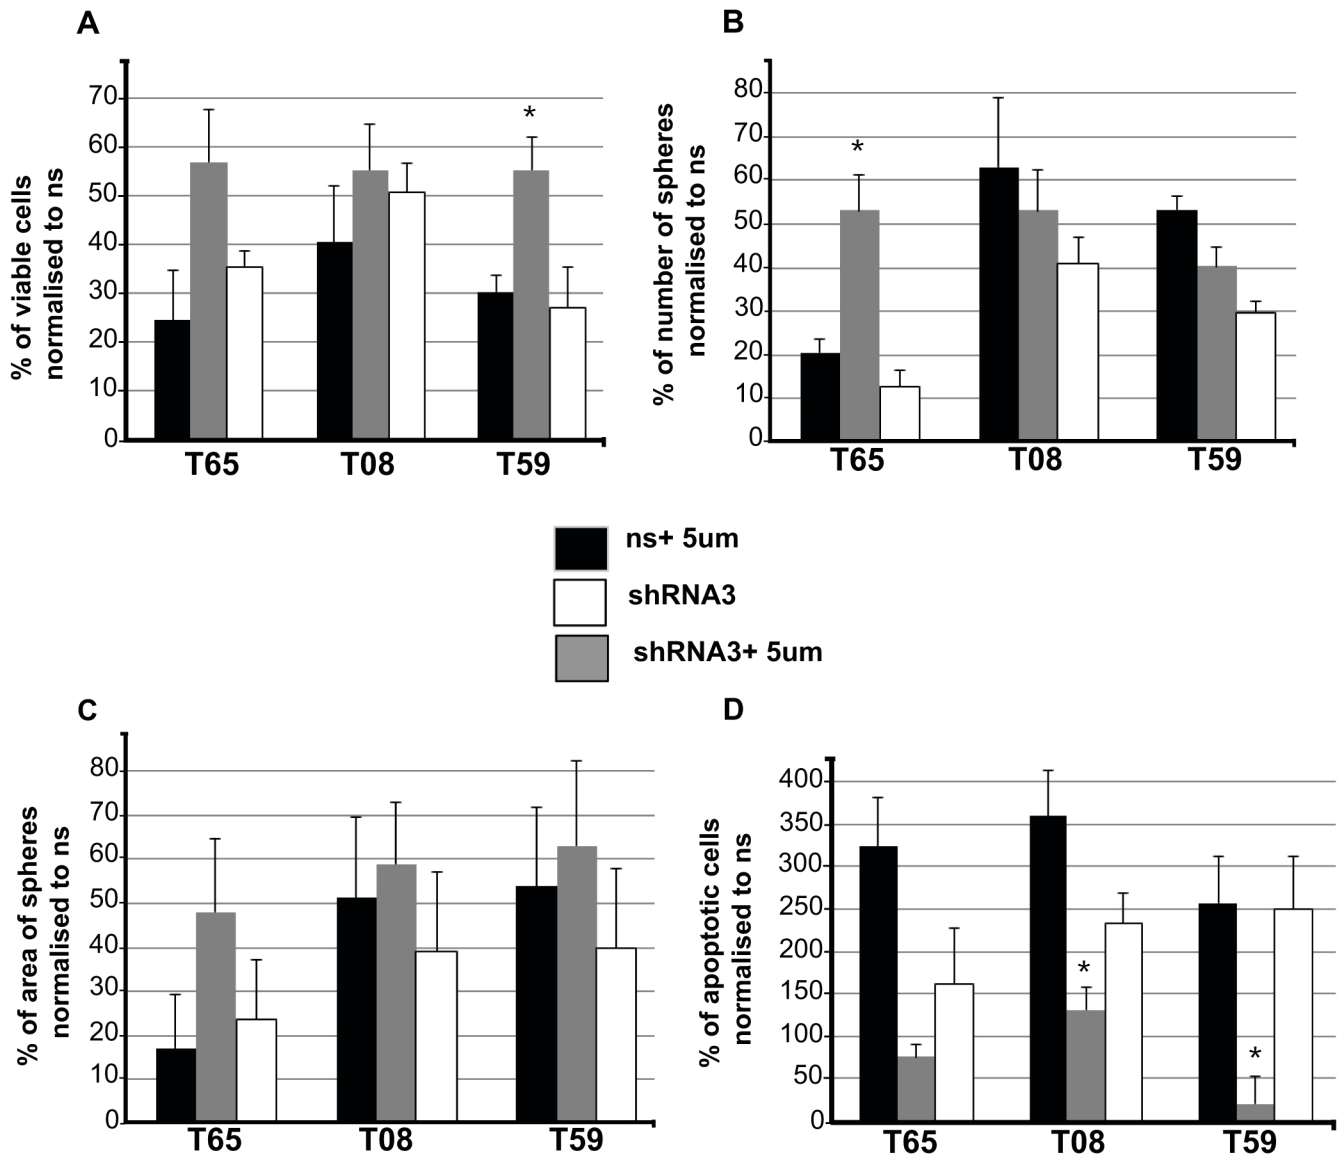 A
% of viable cells
normalised to ns
70
60
50
40
30
20
10
0
*
T65 T08 T59
B
% of number of spheres
normalised to ns
80
70
60
50
40
30
20
10
0
*
T65 T08 T59
ns+ 5um
shRNA3
shRNA3+ 5um
C
% of area of spheres
normalised to ns
80
70
60
50
40
30
20
10
0
T65 T08 T59
D
% of apoptotic cells
normalised to ns
400
350
300
250
200
150
100
50
0
*
*
T65 T08 T59